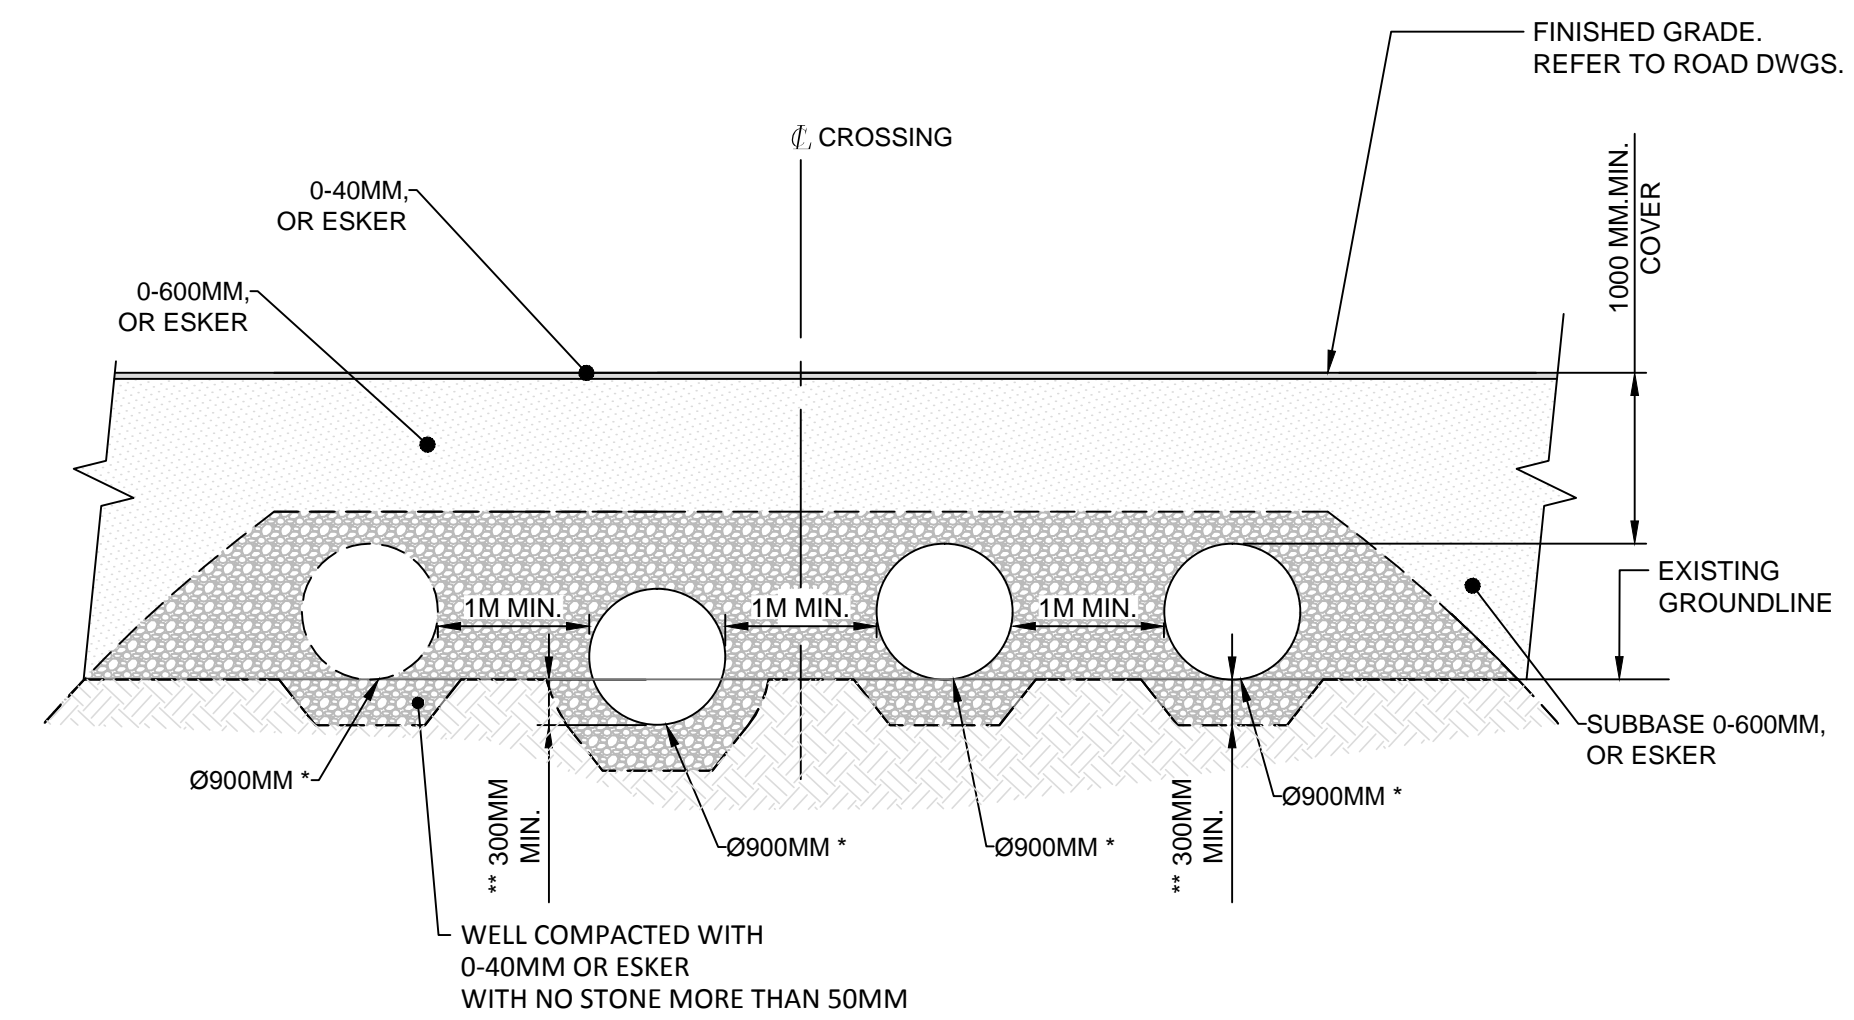 FINISHED GRADE.
REFER TO ROAD DWGS.
℄ CROSSING
0-40MM,
OR ESKER
0-600MM,
OR ESKER
1000 MM.MIN.
COVER
1M MIN.
1M MIN.
1M MIN.
EXISTING
GROUNDLINE
SUBBASE 0-600MM,
OR ESKER
Ø900MM *
Ø900MM *
Ø900MM *
Ø900MM *
** 300MM
MIN.
** 300MM
MIN.
WELL COMPACTED WITH
0-40MM OR ESKER
WITH NO STONE MORE THAN 50MM